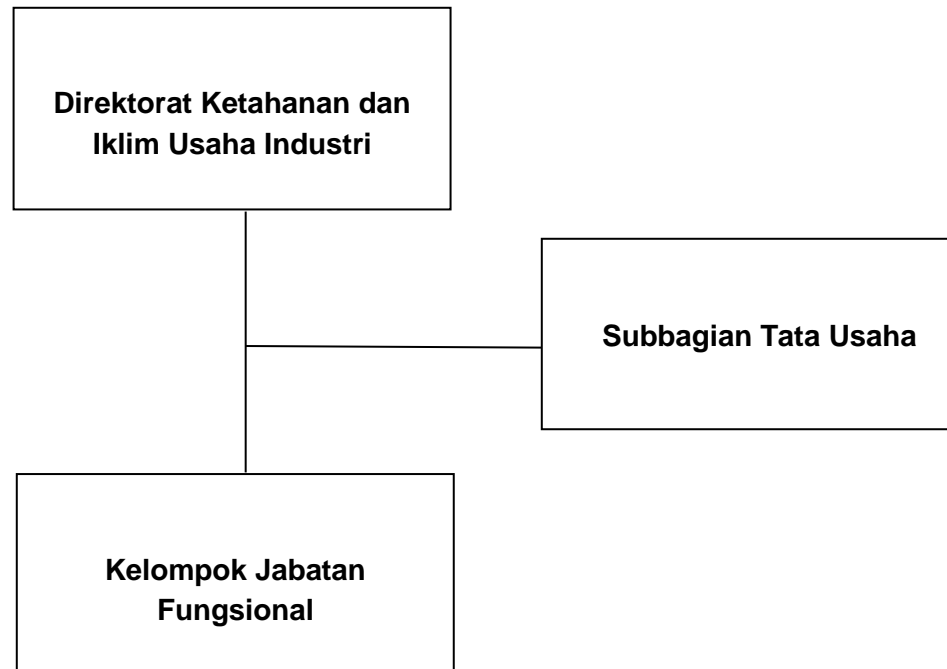 Direktorat Ketahanan dan
Iklim Usaha Industri
Subbagian Tata Usaha
Kelompok Jabatan
Fungsional